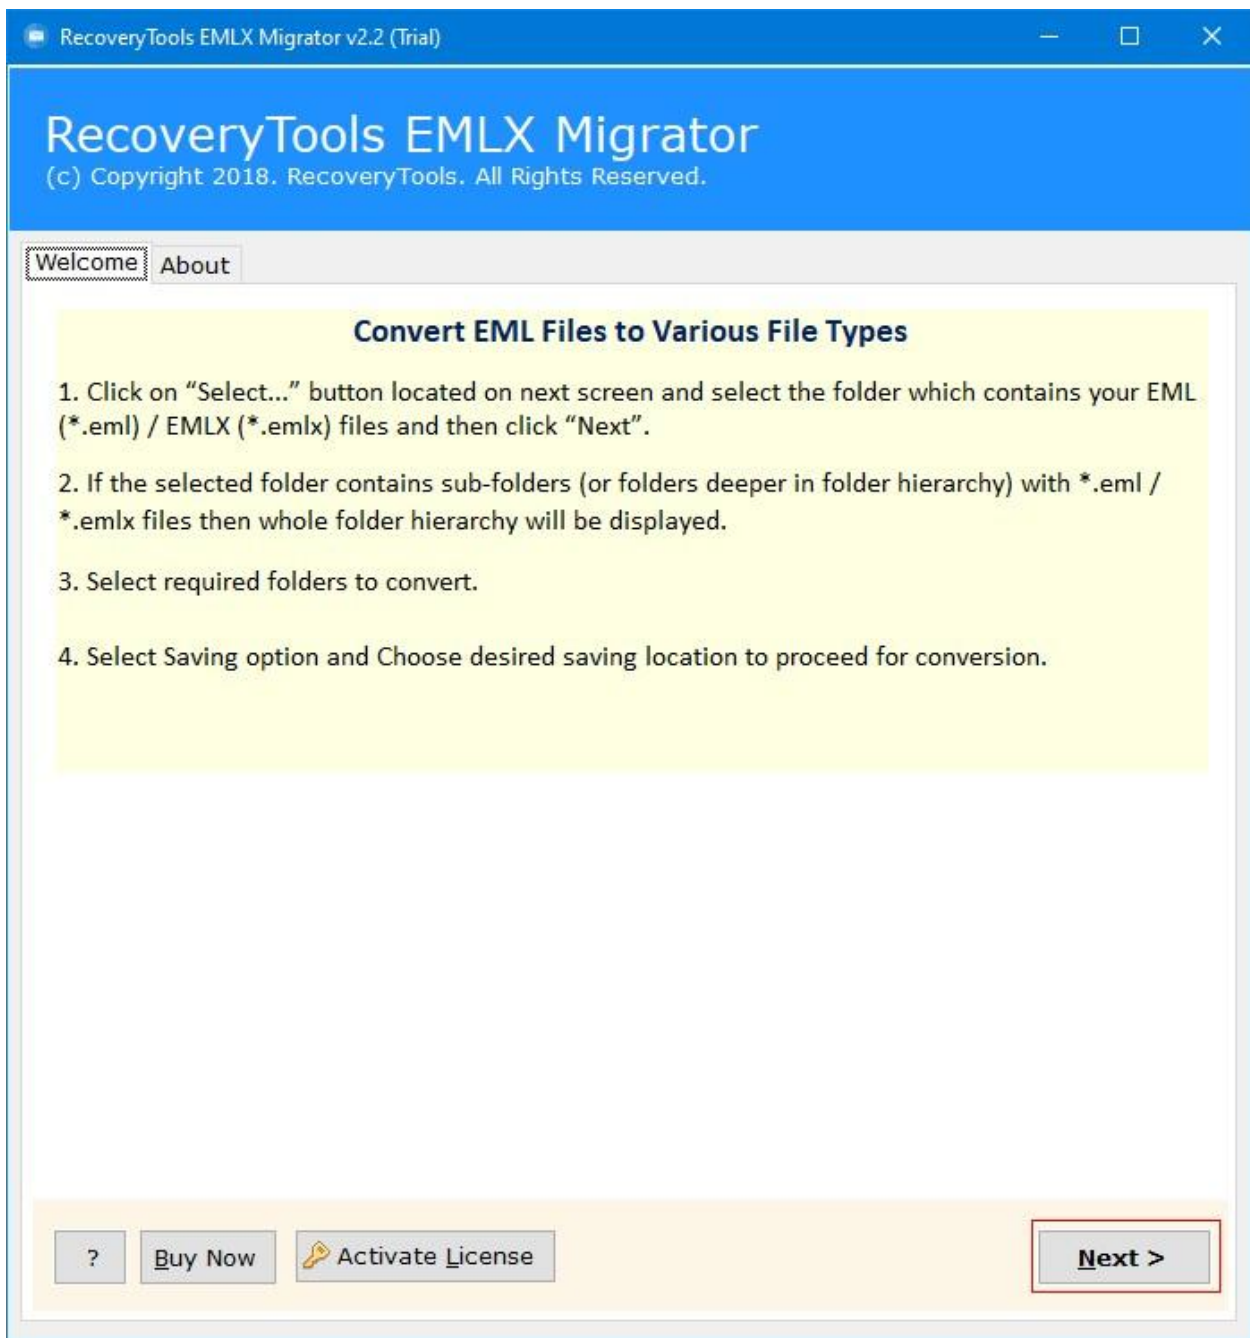 RecoveryTools EMLX Migrator v2.2 (Trial)
RecoveryTools EMLX Migrator
(c) Copyright 2018. RecoveryTools. All Rights Reserved.
Welcome About
Convert EML Files to Various File Types
1. Click on “Select...” button located on next screen and select the folder which contains your EML
(*.eml) / EMLX (*.emlx) files and then click “Next”.
2. If the selected folder contains sub-folders (or folders deeper in folder hierarchy) with *.eml /
*.emlx files then whole folder hierarchy will be displayed.
3. Select required folders to convert.
4. Select Saving option and Choose desired saving location to proceed for conversion.
? Buy Now Activate License Next >